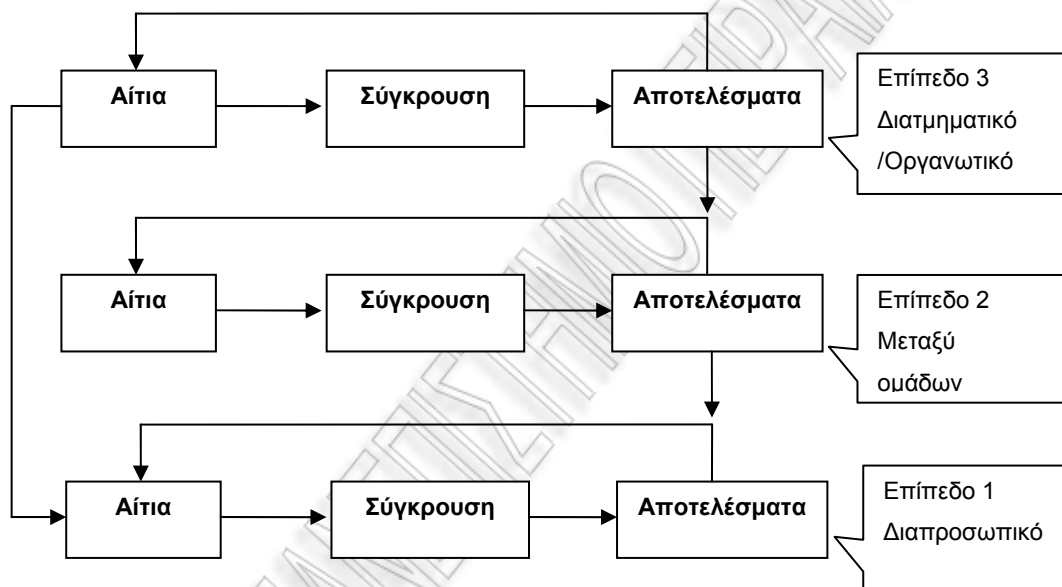 Αίτια
Σύγκρουση
Αποτελέσματα
Επίπεδο 3
Διατμηματικό
/Οργανωτικό
Αίτια
Σύγκρουση
Αποτελέσματα
Επίπεδο 2
Μεταξύ
ομάδων
Αίτια
Σύγκρουση
Αποτελέσματα
Επίπεδο 1
Διαπροσωπικό